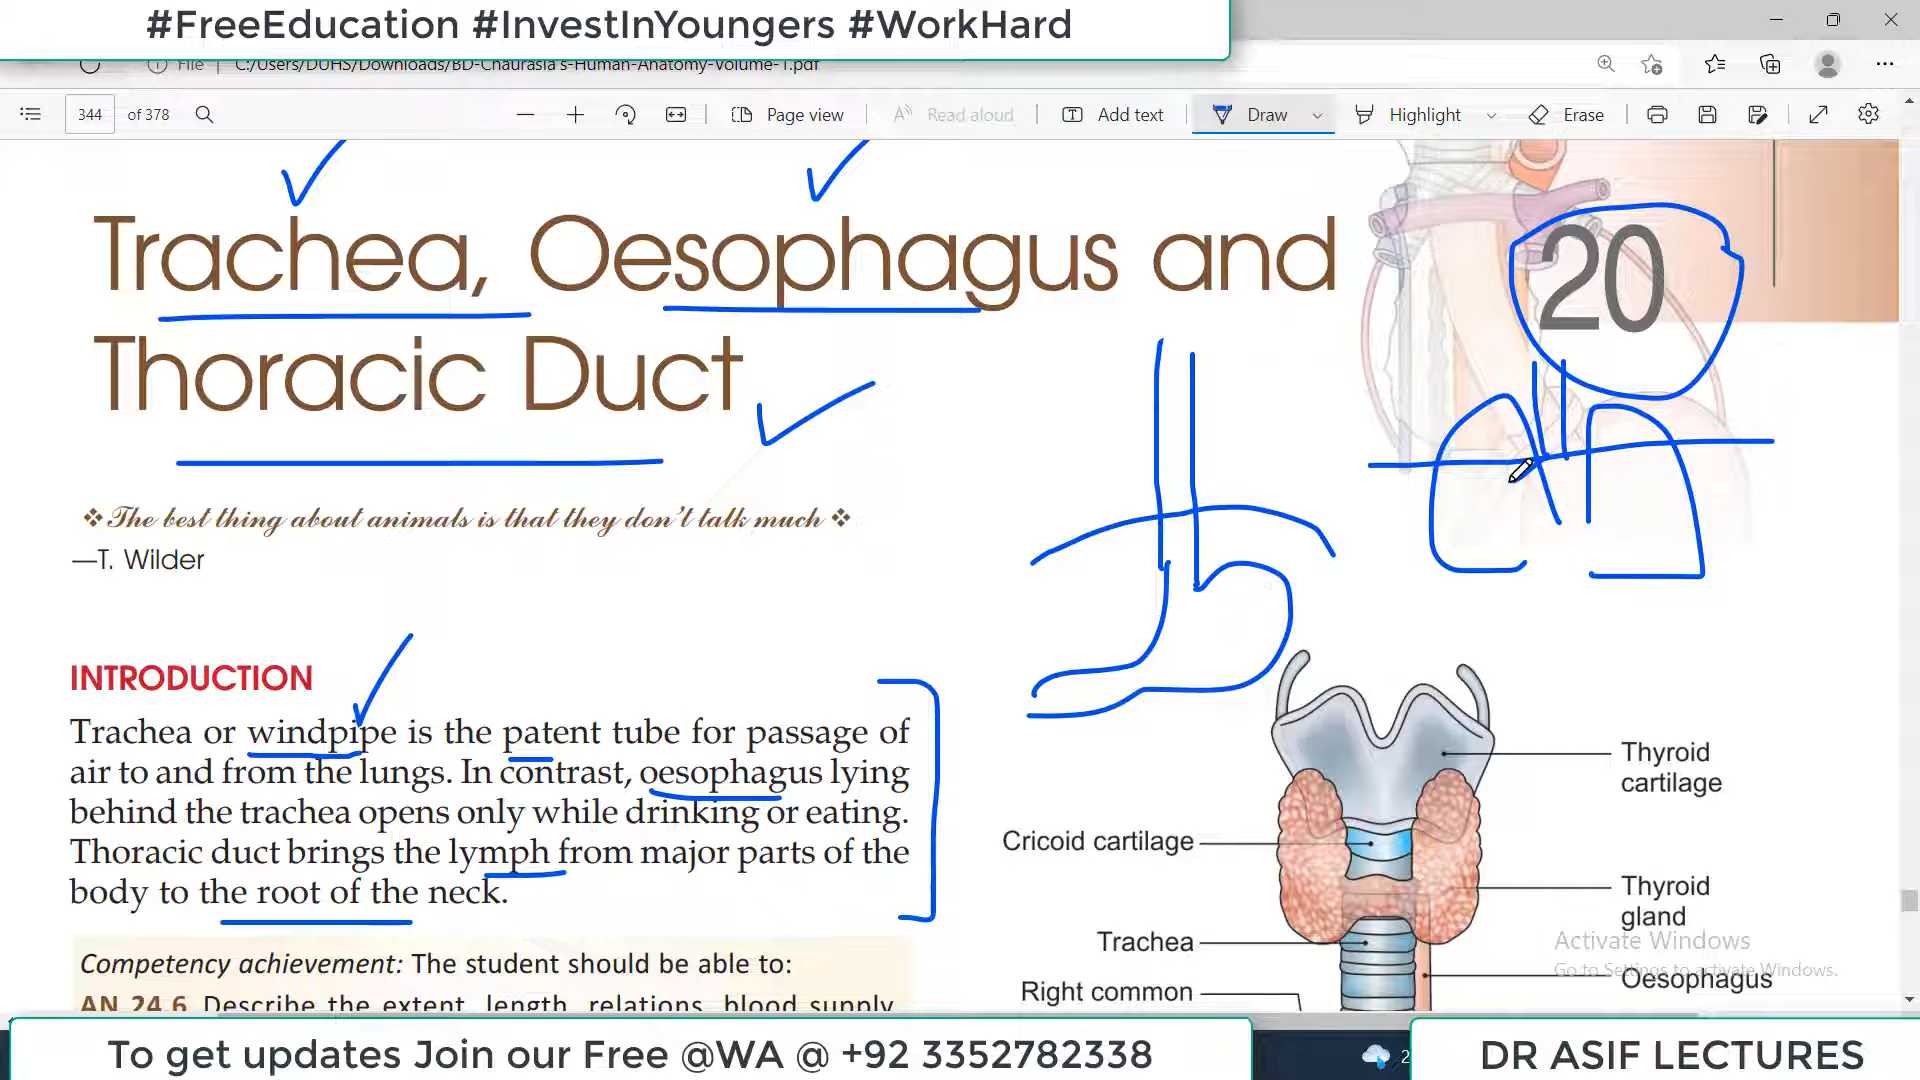 #FreeEducation #InvestInYoungers #WorkHard
File | C:/Users/DUHS/Downloads/BD-Chaurasia's-Human-Anatomy-Volume-1.pdf
344 of 378
Page view
Read aloud
Add text
Draw
Highlight
Erase
Trachea, Oesophagus and
Thoracic Duct
20
❖The best thing about animals is that they don't talk much❖
—T. Wilder
INTRODUCTION
Trachea or windpipe is the patent tube for passage of
air to and from the lungs. In contrast, oesophagus lying
behind the trachea opens only while drinking or eating.
Thoracic duct brings the lymph from major parts of the
body to the root of the neck.
Competency achievement: The student should be able to:
AN 24.6 Describe the extent, length, relations, blood supply,
Thyroid
cartilage
Cricoid cartilage
Thyroid
gland
Trachea
Oesophagus
Right common
Activate Windows
Go to Settings to activate Windows.
To get updates Join our Free @WA @ +92 3352782338
2
DR ASIF LECTURES